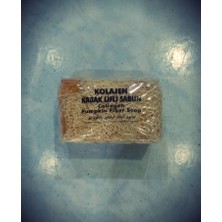 KOLAJEN
KABAK LİFLİ SABUN
Collagen
Pumpkin Fiber Soap